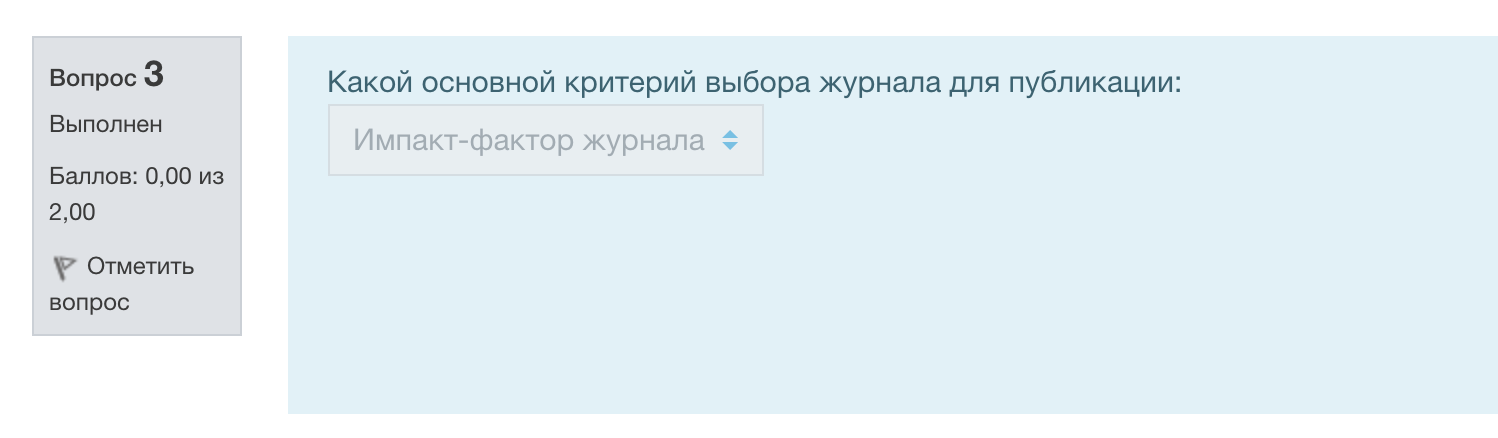 Вопрос 3
Выполнен
Баллов: 0,00 из
2,00
Отметить
вопрос
Какой основной критерий выбора журнала для публикации:
Импакт-фактор журнала